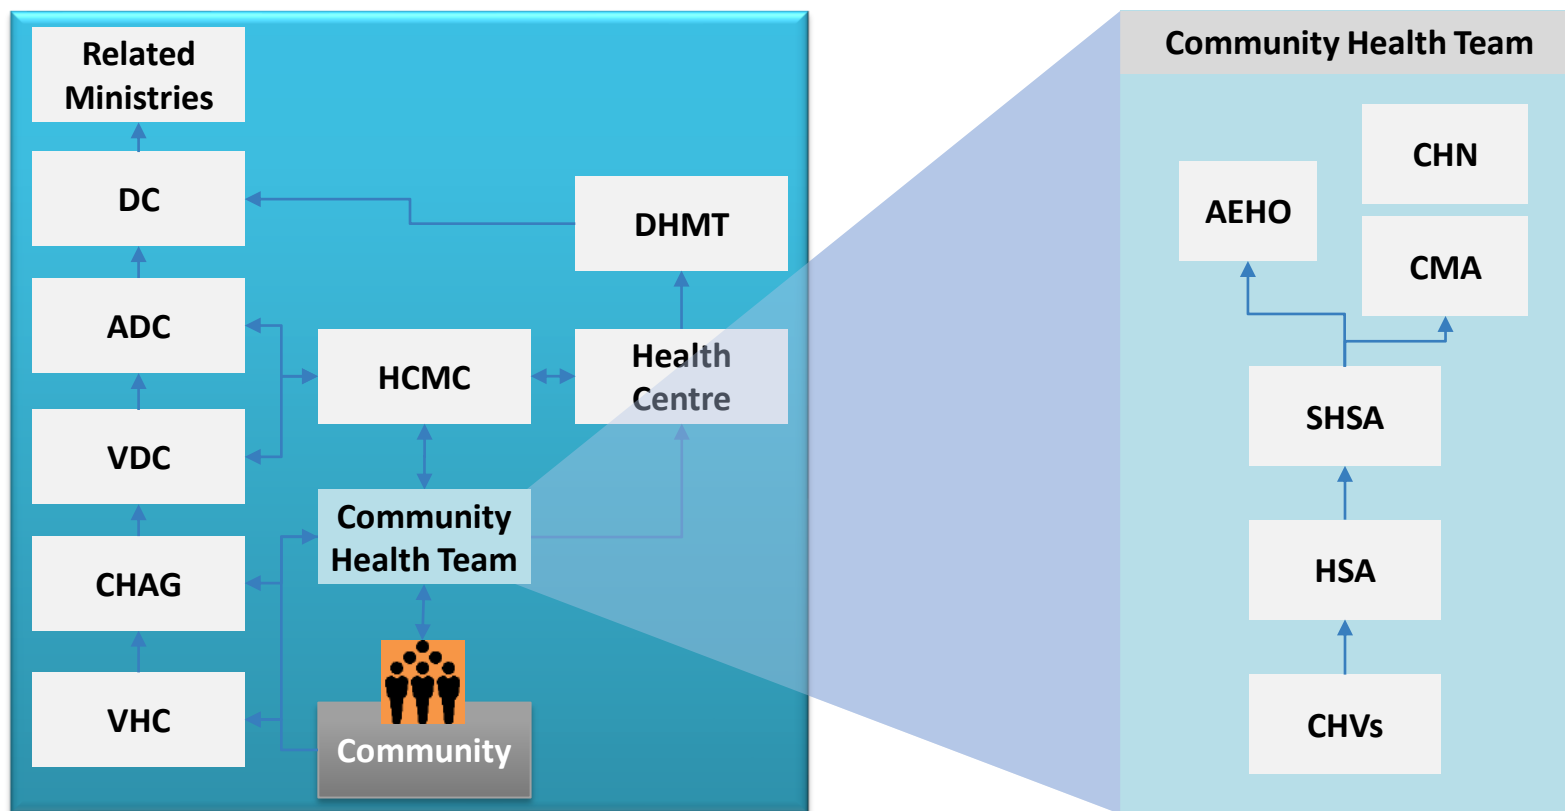 Related
Ministries
DC
ADC
VDC
CHAG
VHC
HCMC
Community
Health Team
Community
DHMT
Health
Centre
Community Health Team
CHN
AEHO
CMA
SHSA
HSA
CHVs